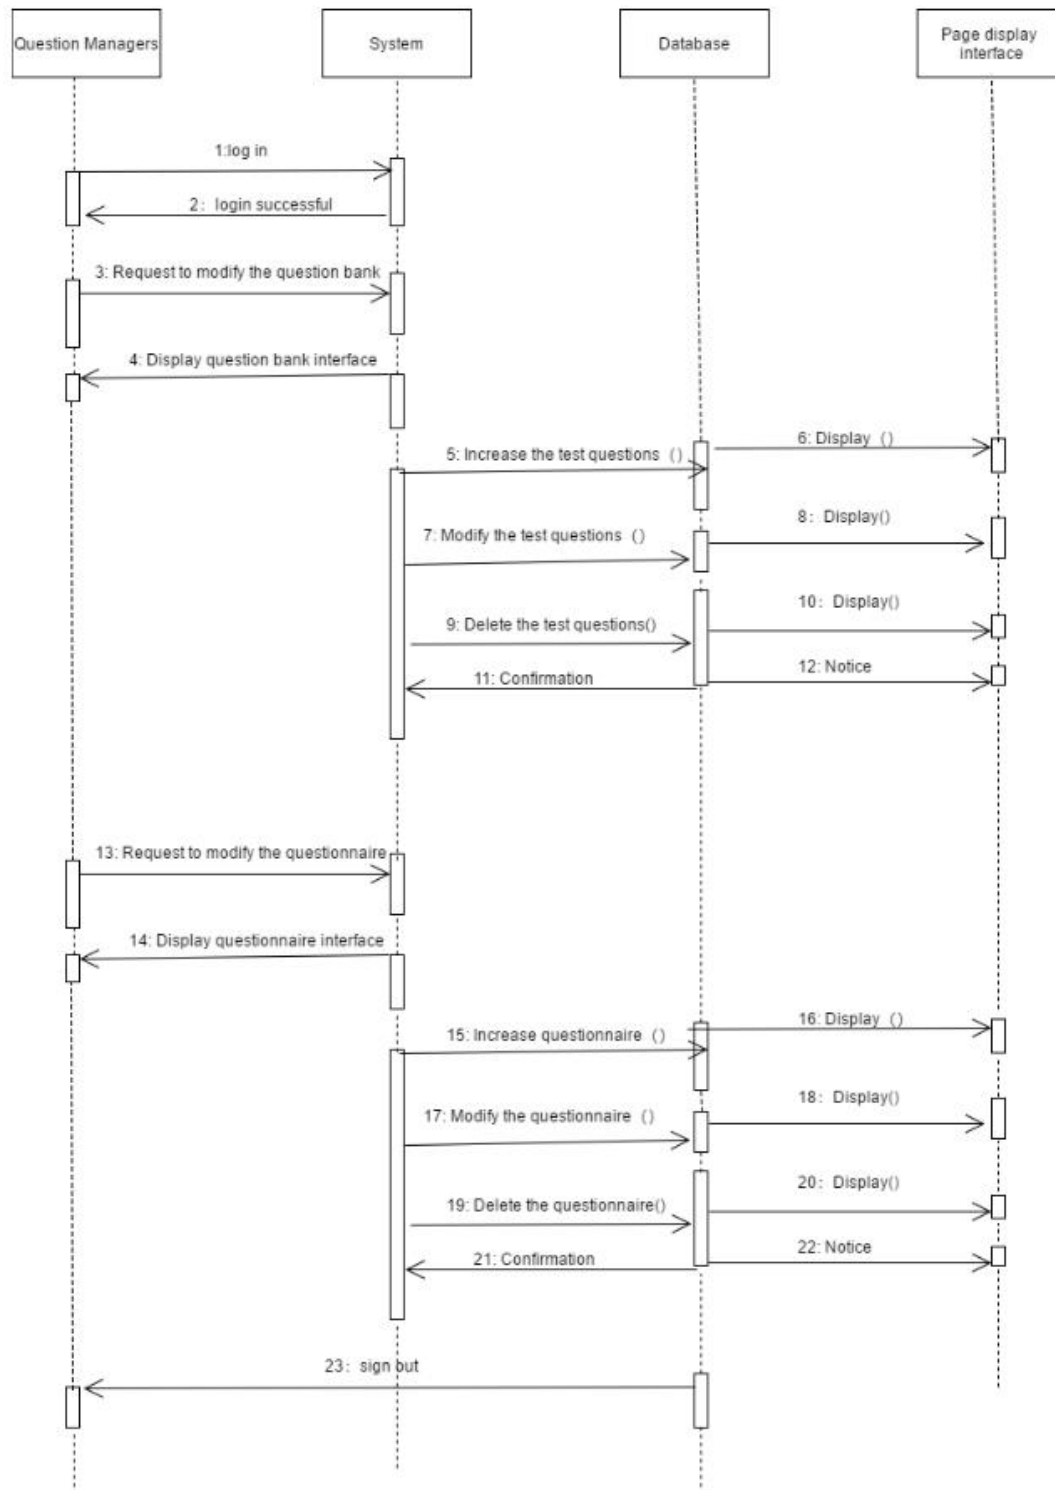 Question Managers
System
Database
Page display
interface
1:log in
2：login successful
3: Request to modify the question bank
4: Display question bank interface
5: Increase the test questions（）
6: Display（）
7: Modify the test questions（）
8：Display()
9: Delete the test questions()
10：Display()
11: Confirmation
12: Notice
13: Request to modify the questionnaire
14: Display questionnaire interface
15: Increase questionnaire（）
16: Display（）
17: Modify the questionnaire（）
18：Display()
19: Delete the questionnaire()
20：Display()
21: Confirmation
22: Notice
23：sign out